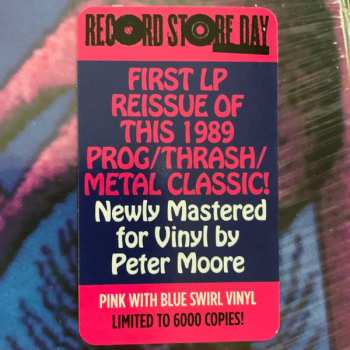 RECORD STORE DAY
FIRST LP
REISSUE OF
THIS 1989
PROG/THRASH/
METAL CLASSIC!
Newly Mastered
for Vinyl by
Peter Moore
PINK WITH BLUE SWIRL VINYL
LIMITED TO 6000 COPIES!